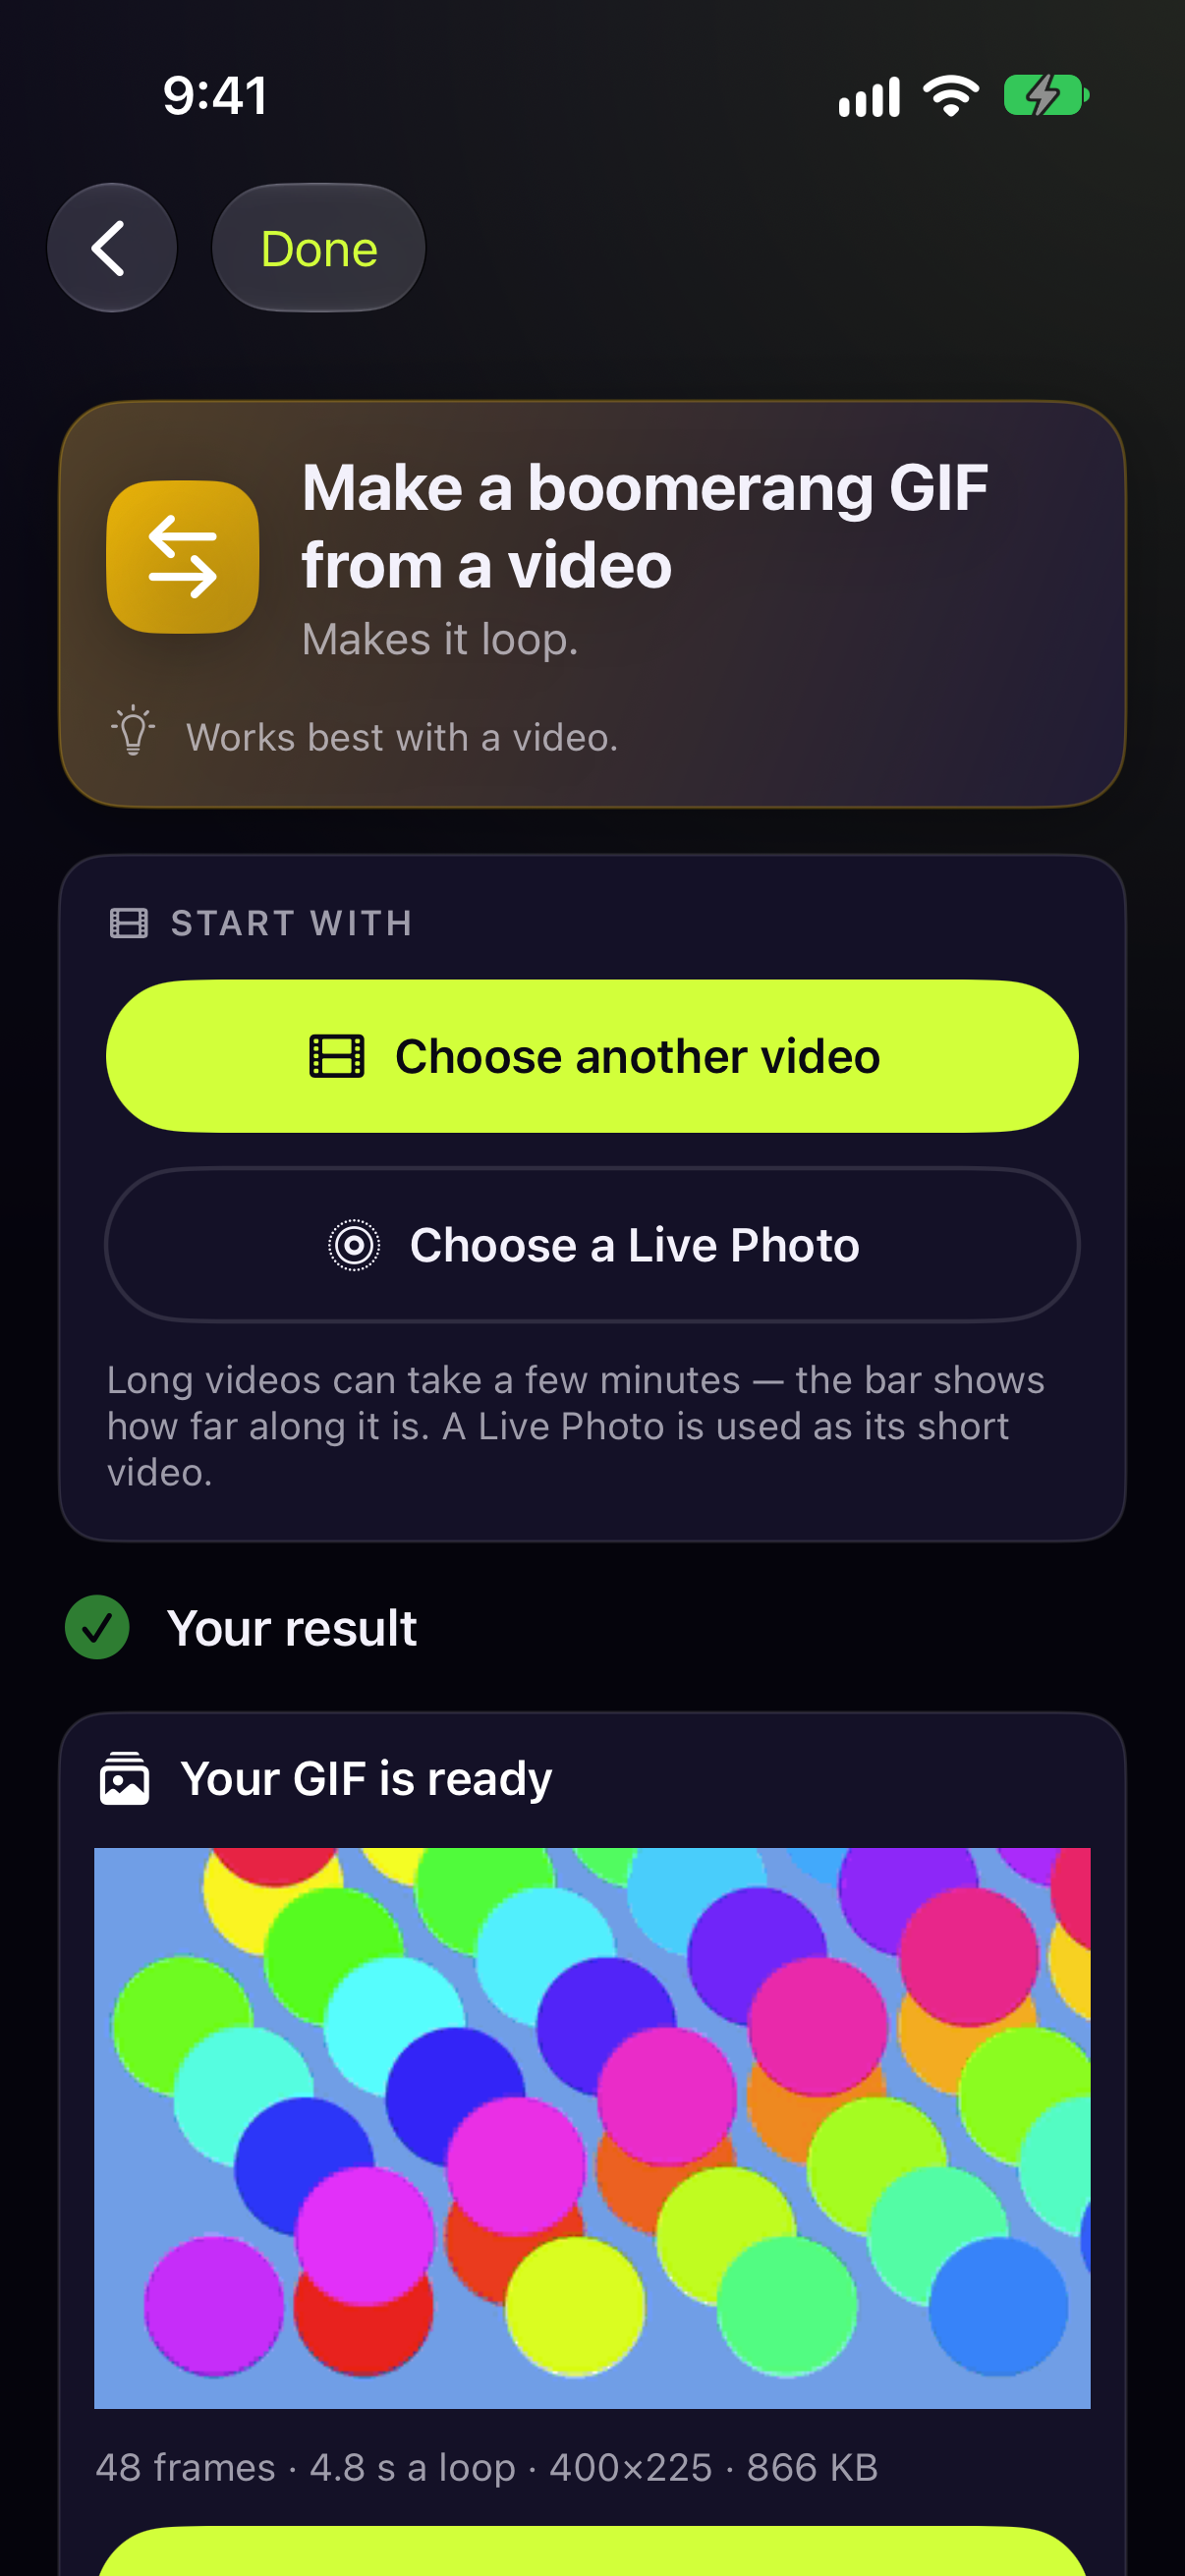 9:41
Done
Make a boomerang GIF
from a video
Makes it loop.
Works best with a video.
START WITH
Choose another video
Choose a Live Photo
Long videos can take a few minutes — the bar shows
how far along it is. A Live Photo is used as its short
video.
Your result
Your GIF is ready
48 frames · 4.8 s a loop · 400×225 · 866 KB